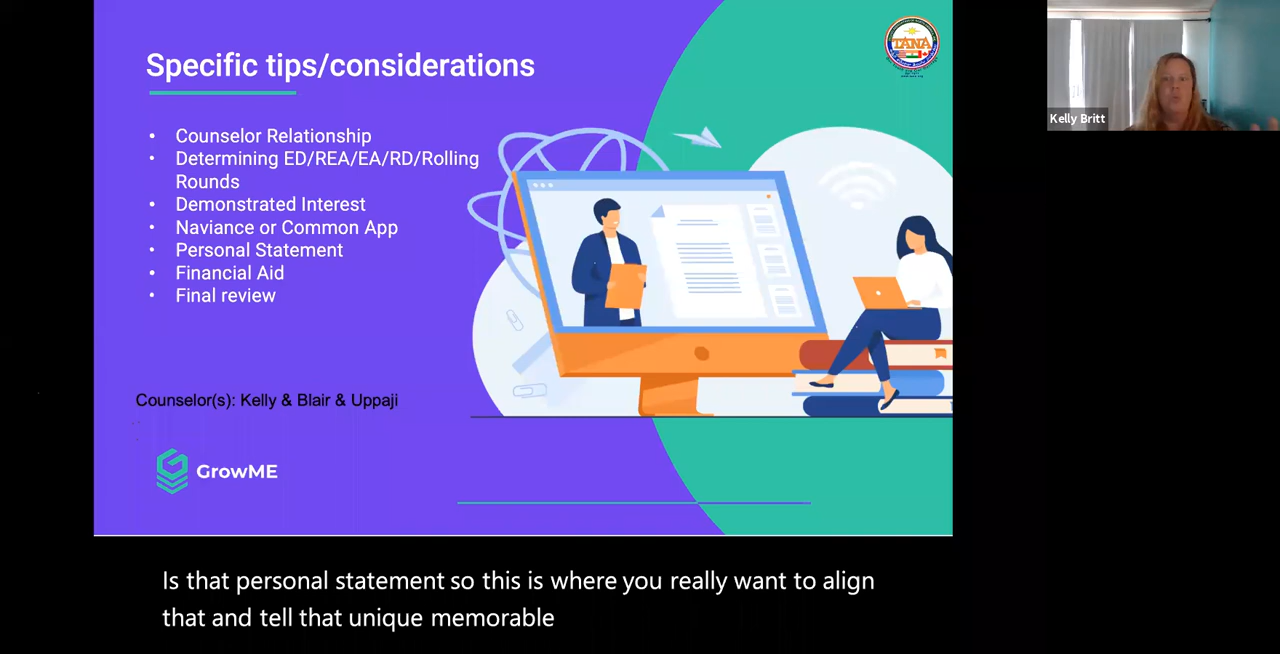 Specific tips/considerations
TANA
Kelly Britt
• Counselor Relationship
• Determining ED/REA/EA/RD/Rolling
Rounds
• Demonstrated Interest
• Naviance or Common App
• Personal Statement
• Financial Aid
• Final review
Counselor(s): Kelly & Blair & Uppaji
GrowME
Is that personal statement so this is where you really want to align
that and tell that unique memorable